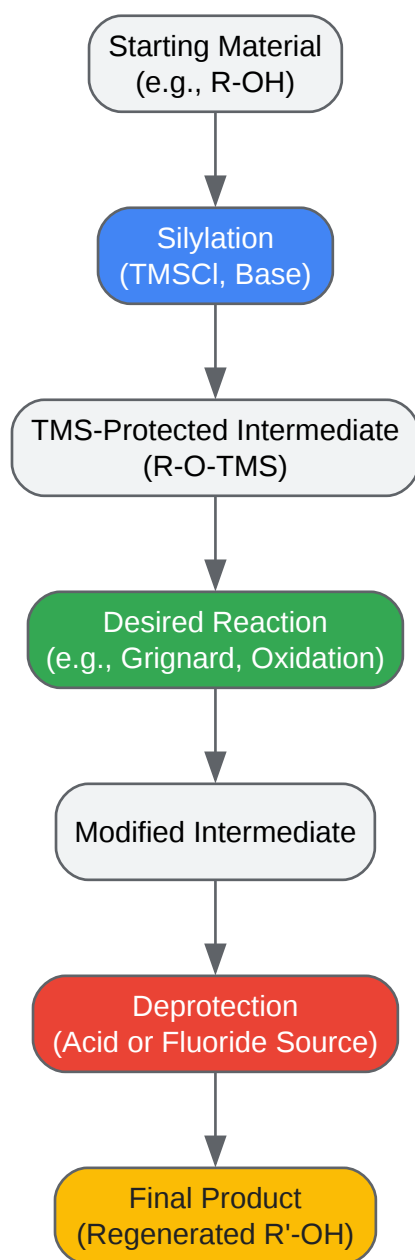 Starting Material
(e.g., R-OH)
Silylation
(TMSCl, Base)
TMS-Protected Intermediate
(R-O-TMS)
Desired Reaction
(e.g., Grignard, Oxidation)
Modified Intermediate
Deprotection
(Acid or Fluoride Source)
Final Product
(Regenerated R'-OH)